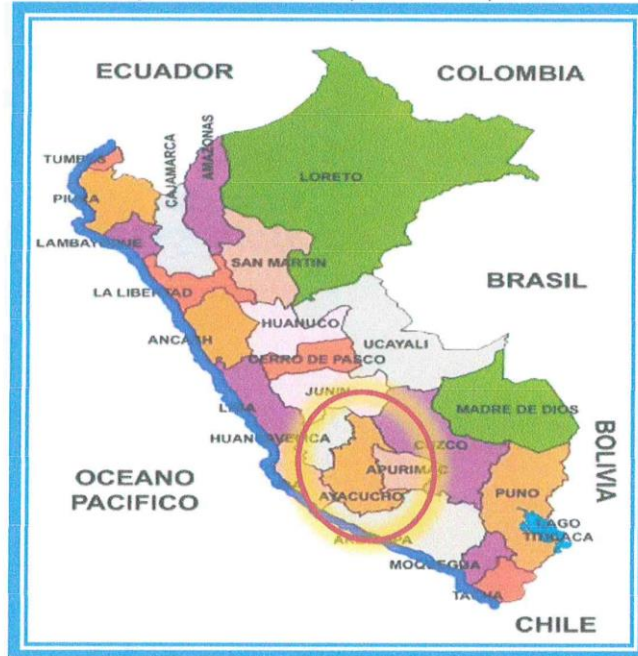 ECUADOR
COLOMBIA
CAJAMARCA
AMAZONAS
TUMBES
LORETO
PIURA
LAMBAYEQUE
SAN MARTIN
BRASIL
LA LIBERTAD
HUANUCO
UCAYALI
ANCASH
CERRO DE PASCO
JUNIN
LIMA
MADRE DE DIOS
HUANCAVELICA
CUZCO
BOLIVIA
OCEANO
PACIFICO
APURIMAC
AYACUCHO
PUNO
LAGO
TITICACA
AREQUIPA
MOQUEGUA
TACNA
CHILE